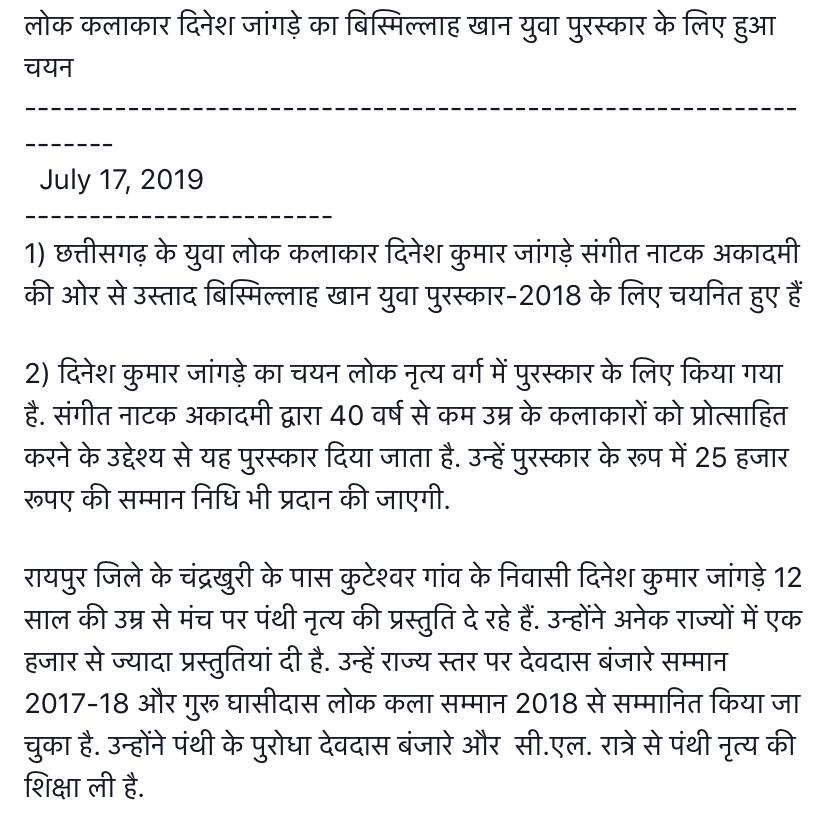 लोक कलाकार दिनेश जांगड़े का बिस्मिल्लाह खान युवा पुरस्कार के लिए हुआ
चयन
------------------------------------------------------------
-------
July 17, 2019
------------------------
1) छत्तीसगढ़ के युवा लोक कलाकार दिनेश कुमार जांगड़े संगीत नाटक अकादमी
की ओर से उस्ताद बिस्मिल्लाह खान युवा पुरस्कार-2018 के लिए चयनित हुए हैं
2) दिनेश कुमार जांगड़े का चयन लोक नृत्य वर्ग में पुरस्कार के लिए किया गया
है. संगीत नाटक अकादमी द्वारा 40 वर्ष से कम उम्र के कलाकारों को प्रोत्साहित
करने के उद्देश्य से यह पुरस्कार दिया जाता है. उन्हें पुरस्कार के रूप में 25 हजार
रूपए की सम्मान निधि भी प्रदान की जाएगी.
रायपुर जिले के चंद्रखुरी के पास कुटेश्वर गांव के निवासी दिनेश कुमार जांगड़े 12
साल की उम्र से मंच पर पंथी नृत्य की प्रस्तुति दे रहे हैं. उन्होंने अनेक राज्यों में एक
हजार से ज्यादा प्रस्तुतियां दी है. उन्हें राज्य स्तर पर देवदास बंजारे सम्मान
2017-18 और गुरू घासीदास लोक कला सम्मान 2018 से सम्मानित किया जा
चुका है. उन्होंने पंथी के पुरोधा देवदास बंजारे और सी.एल. रात्रे से पंथी नृत्य की
शिक्षा ली है.